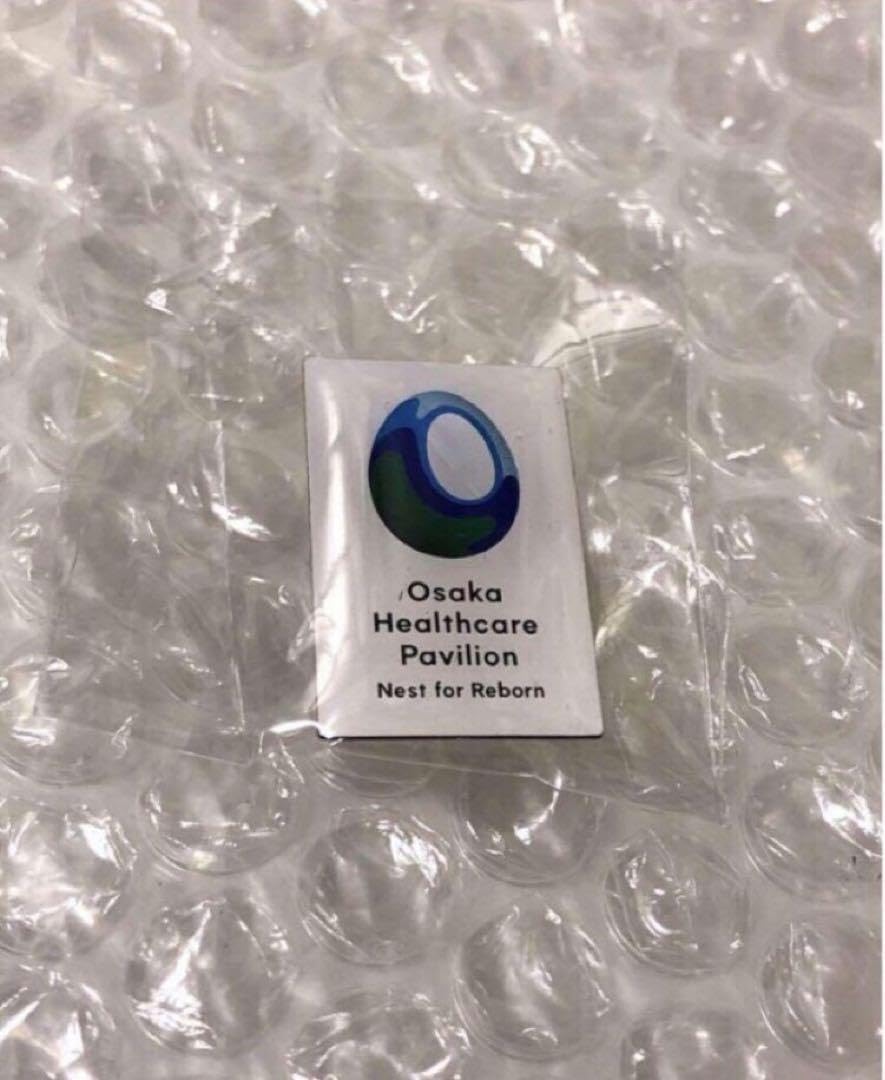 Osaka
Healthcare
Pavilion
Nest for Reborn